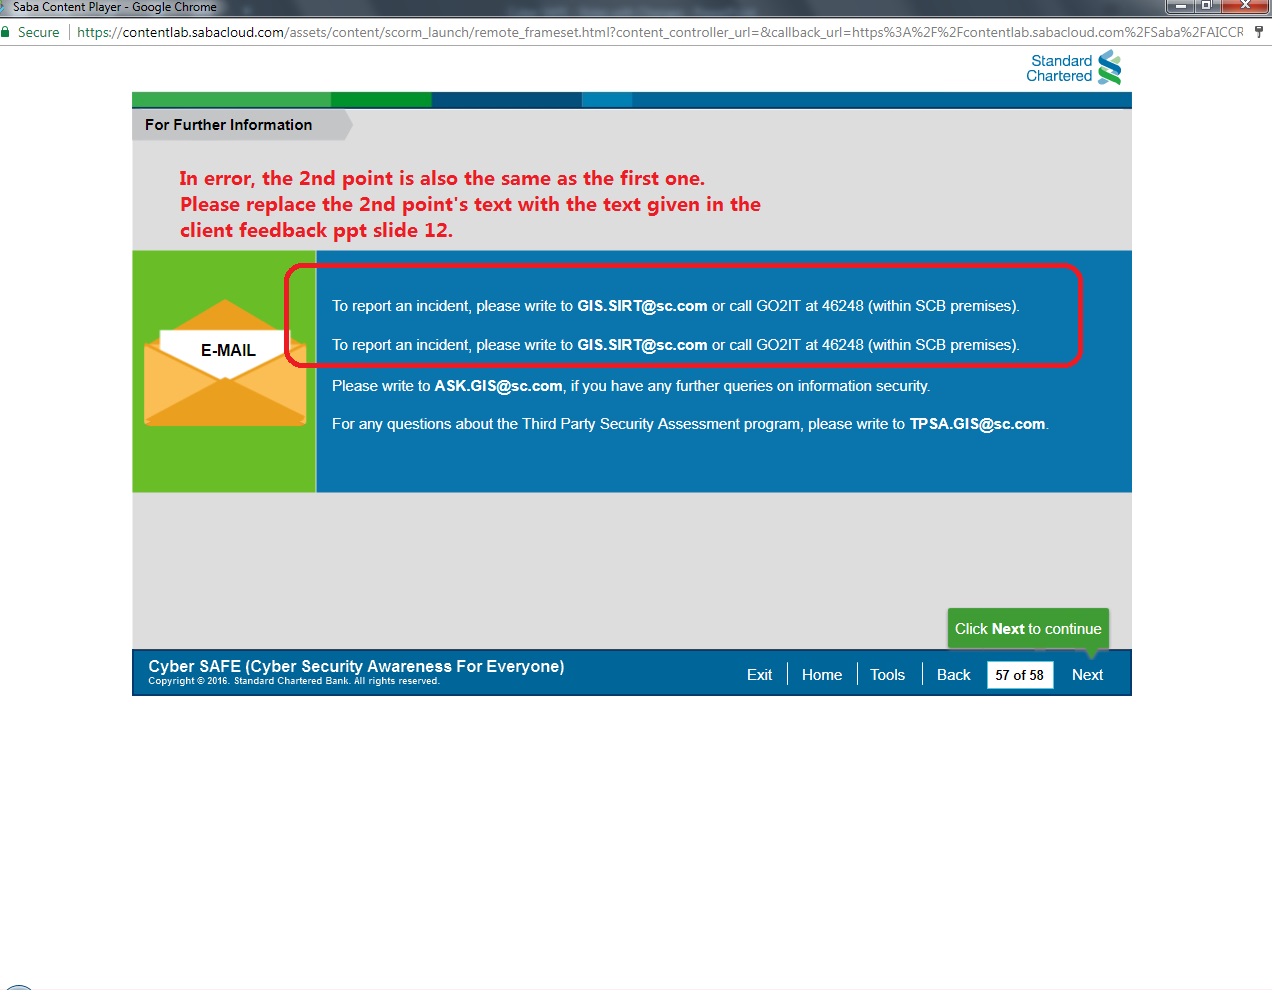 Saba Content Player - Google Chrome
Secure https://contentlab.sabacloud.com/assets/content/scorm_launch/remote_frameset.html?content_controller_url=&callback_url=https%3A%2F%2Fcontentlab.sabacloud.com%2FSaba%2FAICCR
Standard
Chartered
For Further Information
In error, the 2nd point is also the same as the first one.
Please replace the 2nd point's text with the text given in the
client feedback ppt slide 12.
E-MAIL
To report an incident, please write to GIS.SIRT@sc.com or call GO2IT at 46248 (within SCB premises).
To report an incident, please write to GIS.SIRT@sc.com or call GO2IT at 46248 (within SCB premises).
Please write to ASK.GIS@sc.com, if you have any further queries on information security.
For any questions about the Third Party Security Assessment program, please write to TPSA.GIS@sc.com.
Click Next to continue
Cyber SAFE (Cyber Security Awareness For Everyone)
Copyright © 2016. Standard Chartered Bank. All rights reserved.
Exit Home Tools Back 57 of 58 Next